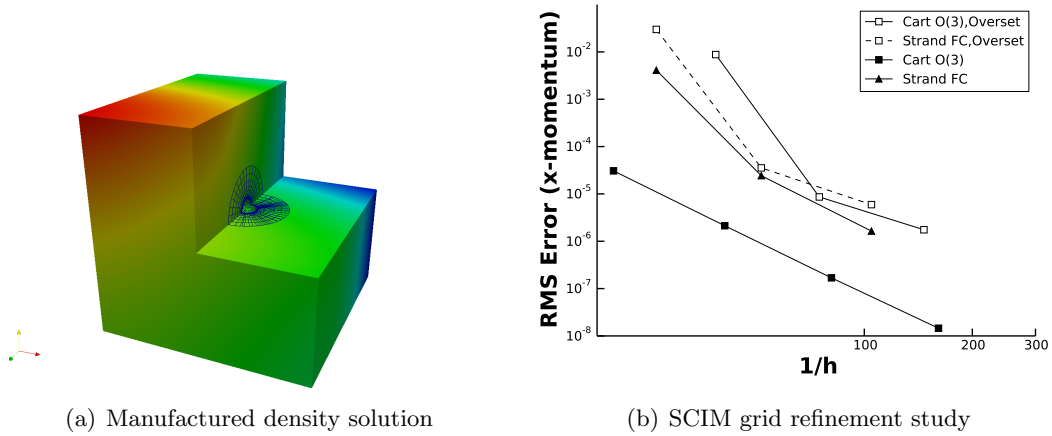 Cart O(3),Overset
Strand FC,Overset
Cart O(3)
Strand FC
RMS Error (x-momentum)
10^-2
10^-3
10^-4
10^-5
10^-6
10^-7
10^-8
100 200 300
1/h
(a) Manufactured density solution
(b) SCIM grid refinement study